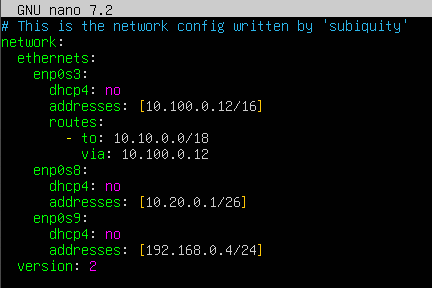 GNU nano 7.2
# This is the network config written by 'subiquity'
network:
  ethernets:
    enp0s3:
      dhcp4: no
      addresses: [10.100.0.12/16]
      routes:
        - to: 10.10.0.0/18
          via: 10.100.0.12
    enp0s8:
      dhcp4: no
      addresses: [10.20.0.1/26]
    enp0s9:
      dhcp4: no
      addresses: [192.168.0.4/24]
  version: 2